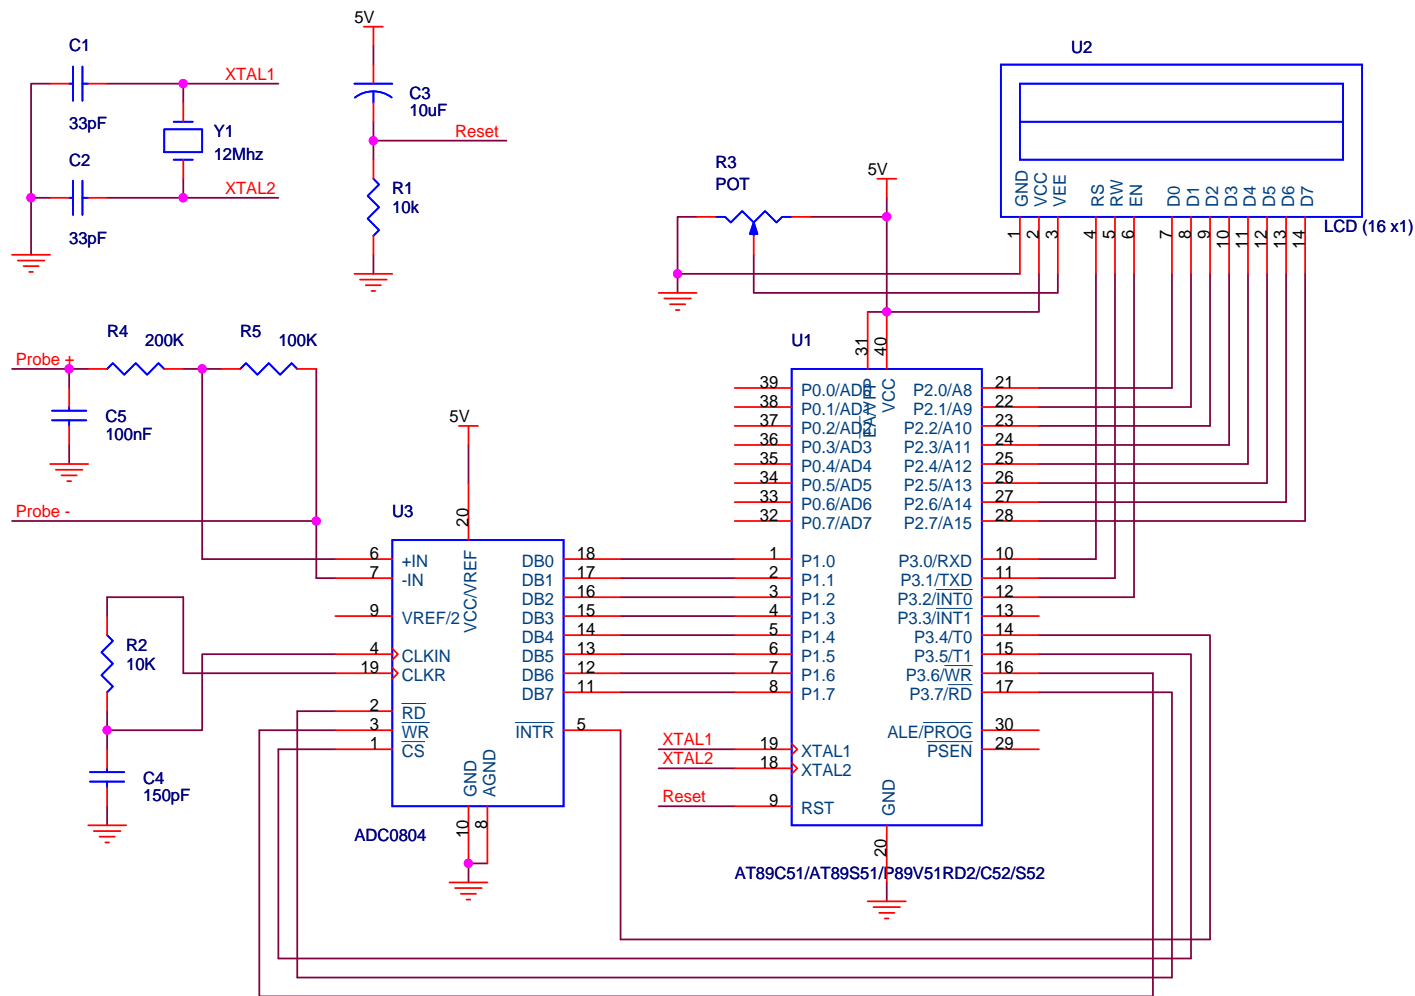 5V
C1
XTAL1
33pF
Y1
12Mhz
C2
XTAL2
33pF
C3
10uF
Reset
R1
10k
R3
POT
5V
U2
GND
VCC
VEE
RS
RW
EN
D0
D1
D2
D3
D4
D5
D6
D7
1
2
3
4
5
6
7
8
9
10
11
12
13
14
LCD (16 x1)
R4
200K
R5
100K
Probe +
C5
100nF
Probe -
5V
U3
20
VCC/VREF
6 +IN
7 -IN
9 VREF/2
4 CLKIN
19 CLKR
2 RD
3 WR
1 CS
DB0 18
DB1 17
DB2 16
DB3 15
DB4 14
DB5 13
DB6 12
DB7 11
INTR 5
GND
AGND
10
8
ADC0804
R2
10K
C4
150pF
U1
31
40
EA/VPP
VCC
39 P0.0/AD0
38 P0.1/AD1
37 P0.2/AD2
36 P0.3/AD3
35 P0.4/AD4
34 P0.5/AD5
33 P0.6/AD6
32 P0.7/AD7
1 P1.0
2 P1.1
3 P1.2
4 P1.3
5 P1.4
6 P1.5
7 P1.6
8 P1.7
XTAL1 19 XTAL1
XTAL2 18 XTAL2
Reset 9 RST
P2.0/A8 21
P2.1/A9 22
P2.2/A10 23
P2.3/A11 24
P2.4/A12 25
P2.5/A13 26
P2.6/A14 27
P2.7/A15 28
P3.0/RXD 10
P3.1/TXD 11
P3.2/INT0 12
P3.3/INT1 13
P3.4/T0 14
P3.5/T1 15
P3.6/WR 16
P3.7/RD 17
ALE/PROG 30
PSEN 29
GND
20
AT89C51/AT89S51/P89V51RD2/C52/S52